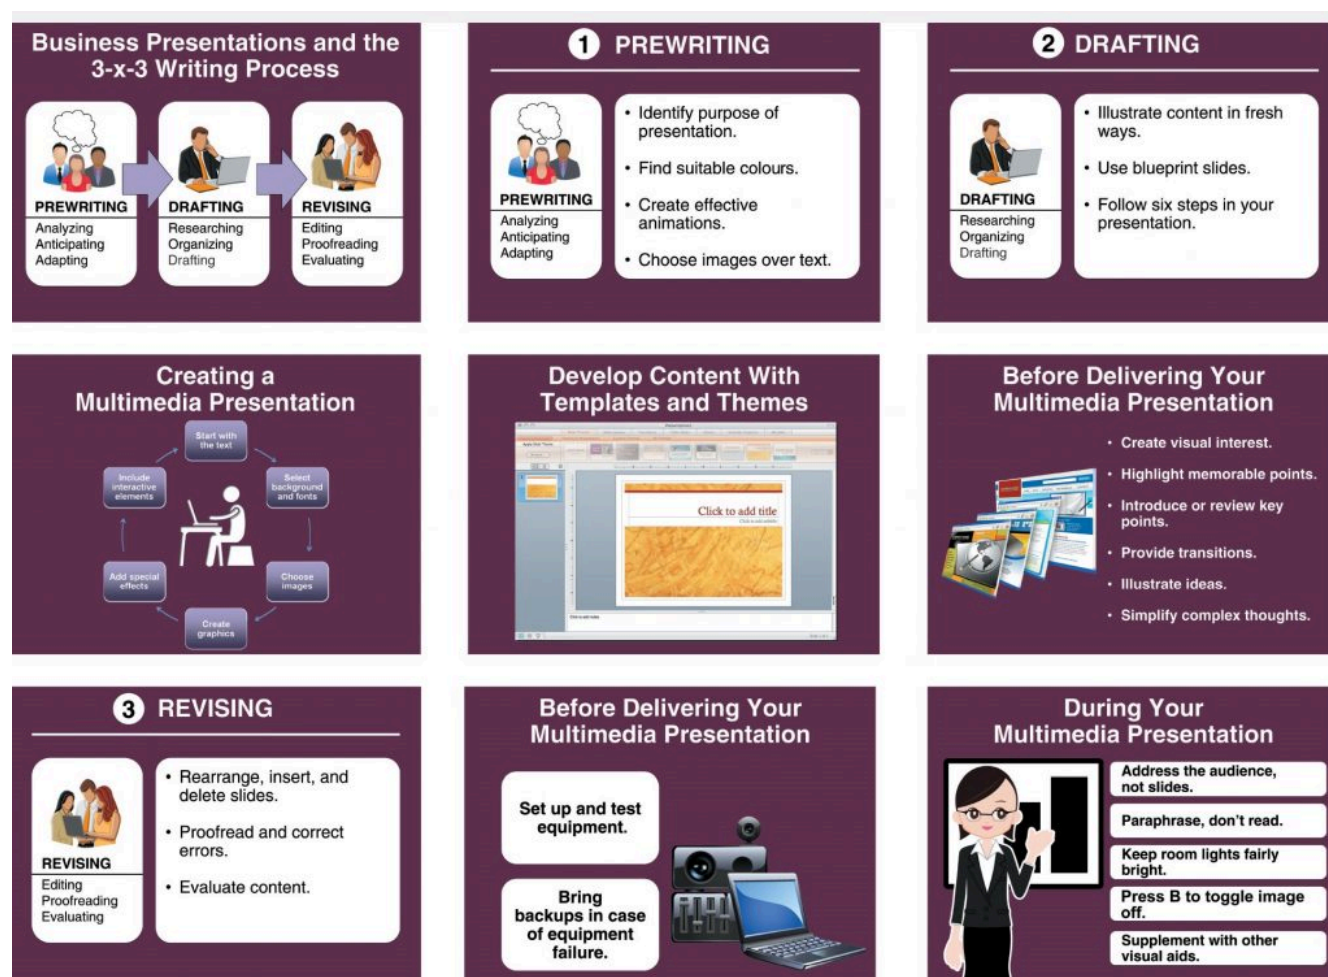 Business Presentations and the
3-x-3 Writing Process
PREWRITING
Analyzing
Anticipating
Adapting
DRAFTING
Researching
Organizing
Drafting
REVISING
Editing
Proofreading
Evaluating
1 PREWRITING
PREWRITING
Analyzing
Anticipating
Adapting
• Identify purpose of
presentation.
• Find suitable colours.
• Create effective
animations.
• Choose images over text.
2 DRAFTING
DRAFTING
Researching
Organizing
Drafting
• Illustrate content in fresh
ways.
• Use blueprint slides.
• Follow six steps in your
presentation.
Creating a
Multimedia Presentation
Start with
the text
Select
background
and fonts
Choose
images
Create
graphics
Add special
effects
Include
interactive
elements
Develop Content With
Templates and Themes
Click to add title
Click to add subtitle
Click to add notes
Before Delivering Your
Multimedia Presentation
• Create visual interest.
• Highlight memorable points.
• Introduce or review key
points.
• Provide transitions.
• Illustrate ideas.
• Simplify complex thoughts.
3 REVISING
REVISING
Editing
Proofreading
Evaluating
• Rearrange, insert, and
delete slides.
• Proofread and correct
errors.
• Evaluate content.
Before Delivering Your
Multimedia Presentation
Set up and test
equipment.
Bring
backups in case
of equipment
failure.
During Your
Multimedia Presentation
Address the audience,
not slides.
Paraphrase, don't read.
Keep room lights fairly
bright.
Press B to toggle image
off.
Supplement with other
visual aids.